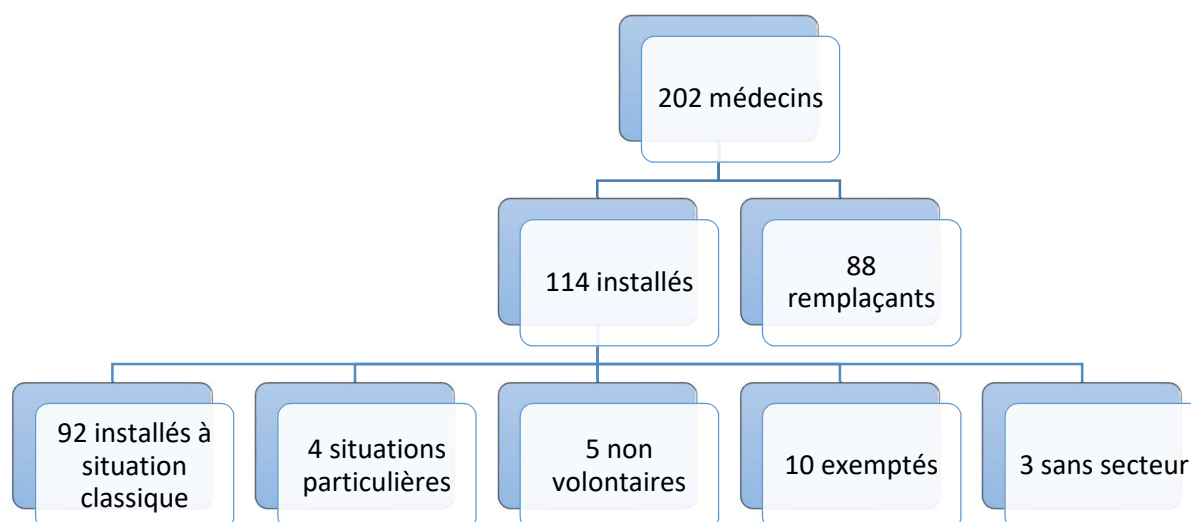 202 médecins
114 installés
88
remplaçants
92 installés à
situation
classique
4 situations
particulières
5 non
volontaires
10 exemptés
3 sans secteur